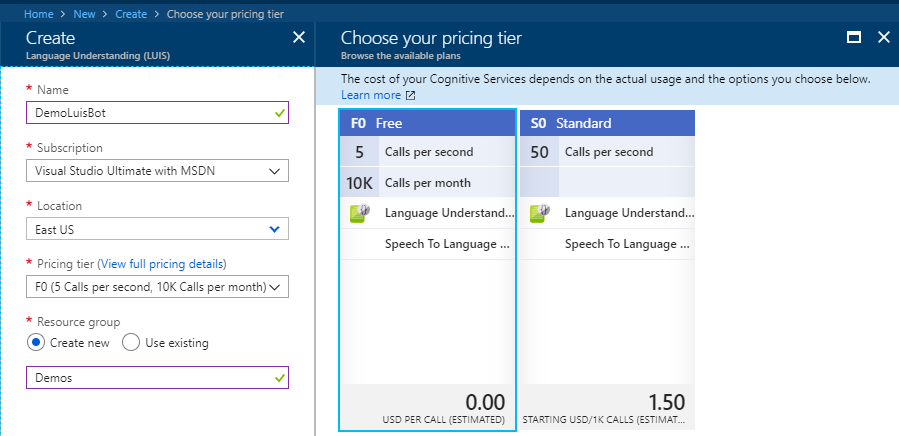 Home > New > Create > Choose your pricing tier
Create
Language Understanding (LUIS)
* Name
DemoLuisBot
* Subscription
Visual Studio Ultimate with MSDN
* Location
East US
* Pricing tier (View full pricing details)
F0 (5 Calls per second, 10K Calls per month)
* Resource group
Create new
Use existing
Demos
Choose your pricing tier
Browse the available plans
The cost of your Cognitive Services depends on the actual usage and the options you choose below.
Learn more
F0 Free
5 Calls per second
10K Calls per month
Language Understand...
Speech To Language ...
0.00
USD PER CALL (ESTIMATED)
S0 Standard
50 Calls per second
Language Understand...
Speech To Language ...
1.50
STARTING USD/1K CALLS (ESTIMAT...